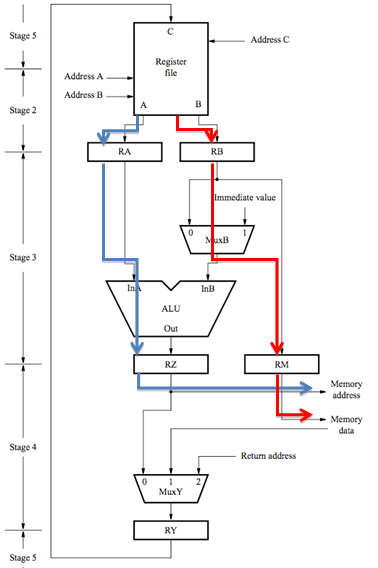 Stage 5
C
Address C
Register
file
Address A
Address B
Stage 2
A
B
RA
RB
Immediate value
0
1
MuxB
Stage 3
InA
InB
ALU
Out
RZ
RM
Memory
address
Memory
data
Stage 4
Return address
0
1
2
MuxY
RY
Stage 5